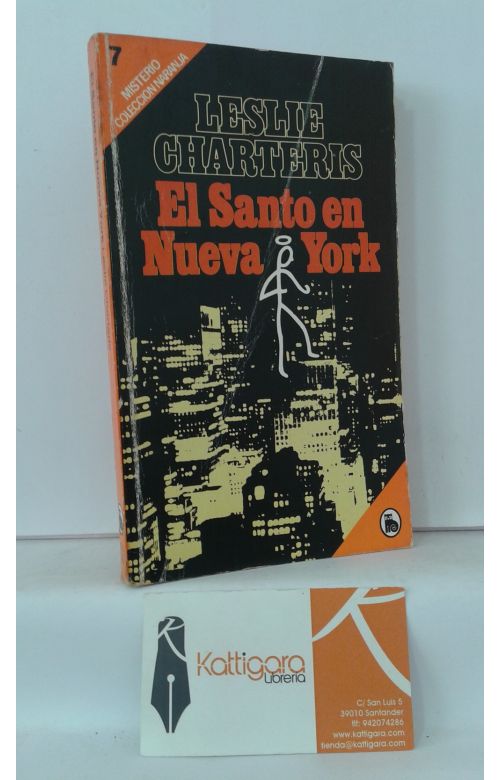 7
MISTERIO
COLECCION NARANJA
LESLIE
CHARTERIS
El Santo en
Nueva York
Kattigara
Librería
C/ San Luis 5
39010 Santander
tlf: 942074286
www.kattigara.com
tienda@kattigara.com